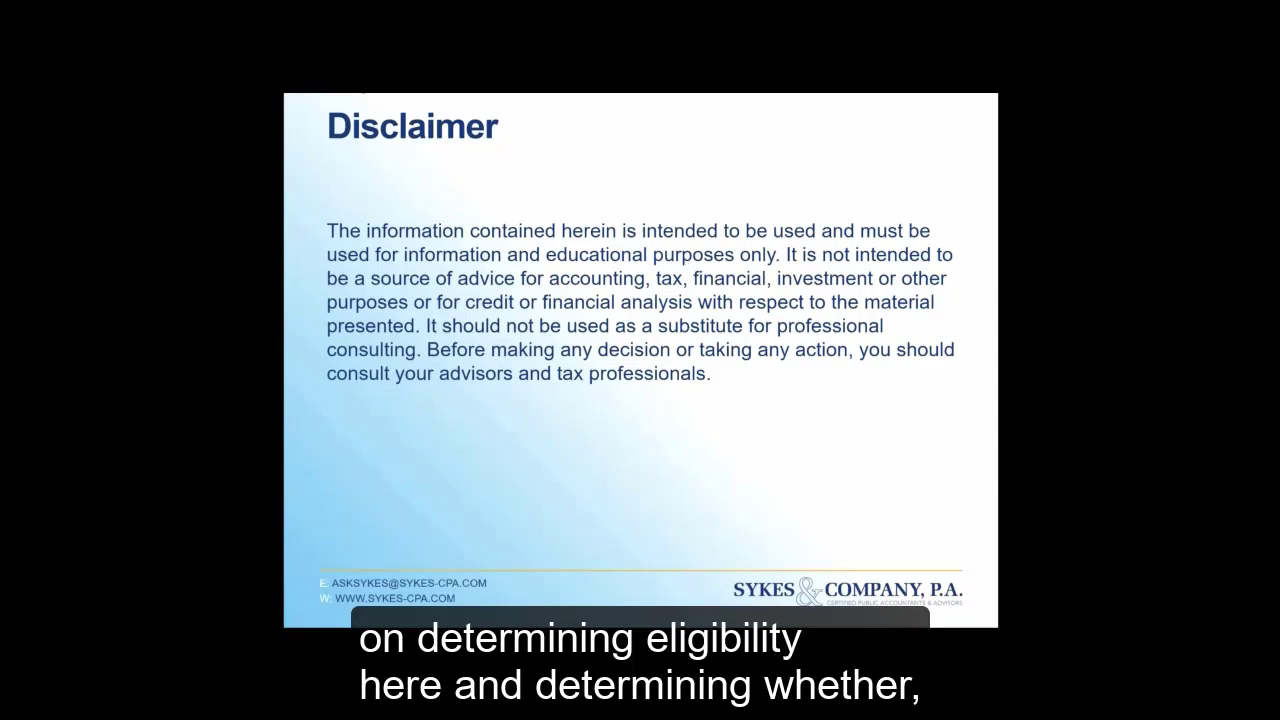 Disclaimer
The information contained herein is intended to be used and must be
used for information and educational purposes only. It is not intended to
be a source of advice for accounting, tax, financial, investment or other
purposes or for credit or financial analysis with respect to the material
presented. It should not be used as a substitute for professional
consulting. Before making any decision or taking any action, you should
consult your advisors and tax professionals.
E: ASKSYKES@SYKES-CPA.COM
W: WWW.SYKES-CPA.COM
SYKES & COMPANY, P.A.
CERTIFIED PUBLIC ACCOUNTANTS & ADVISORS
on determining eligibility
here and determining whether,